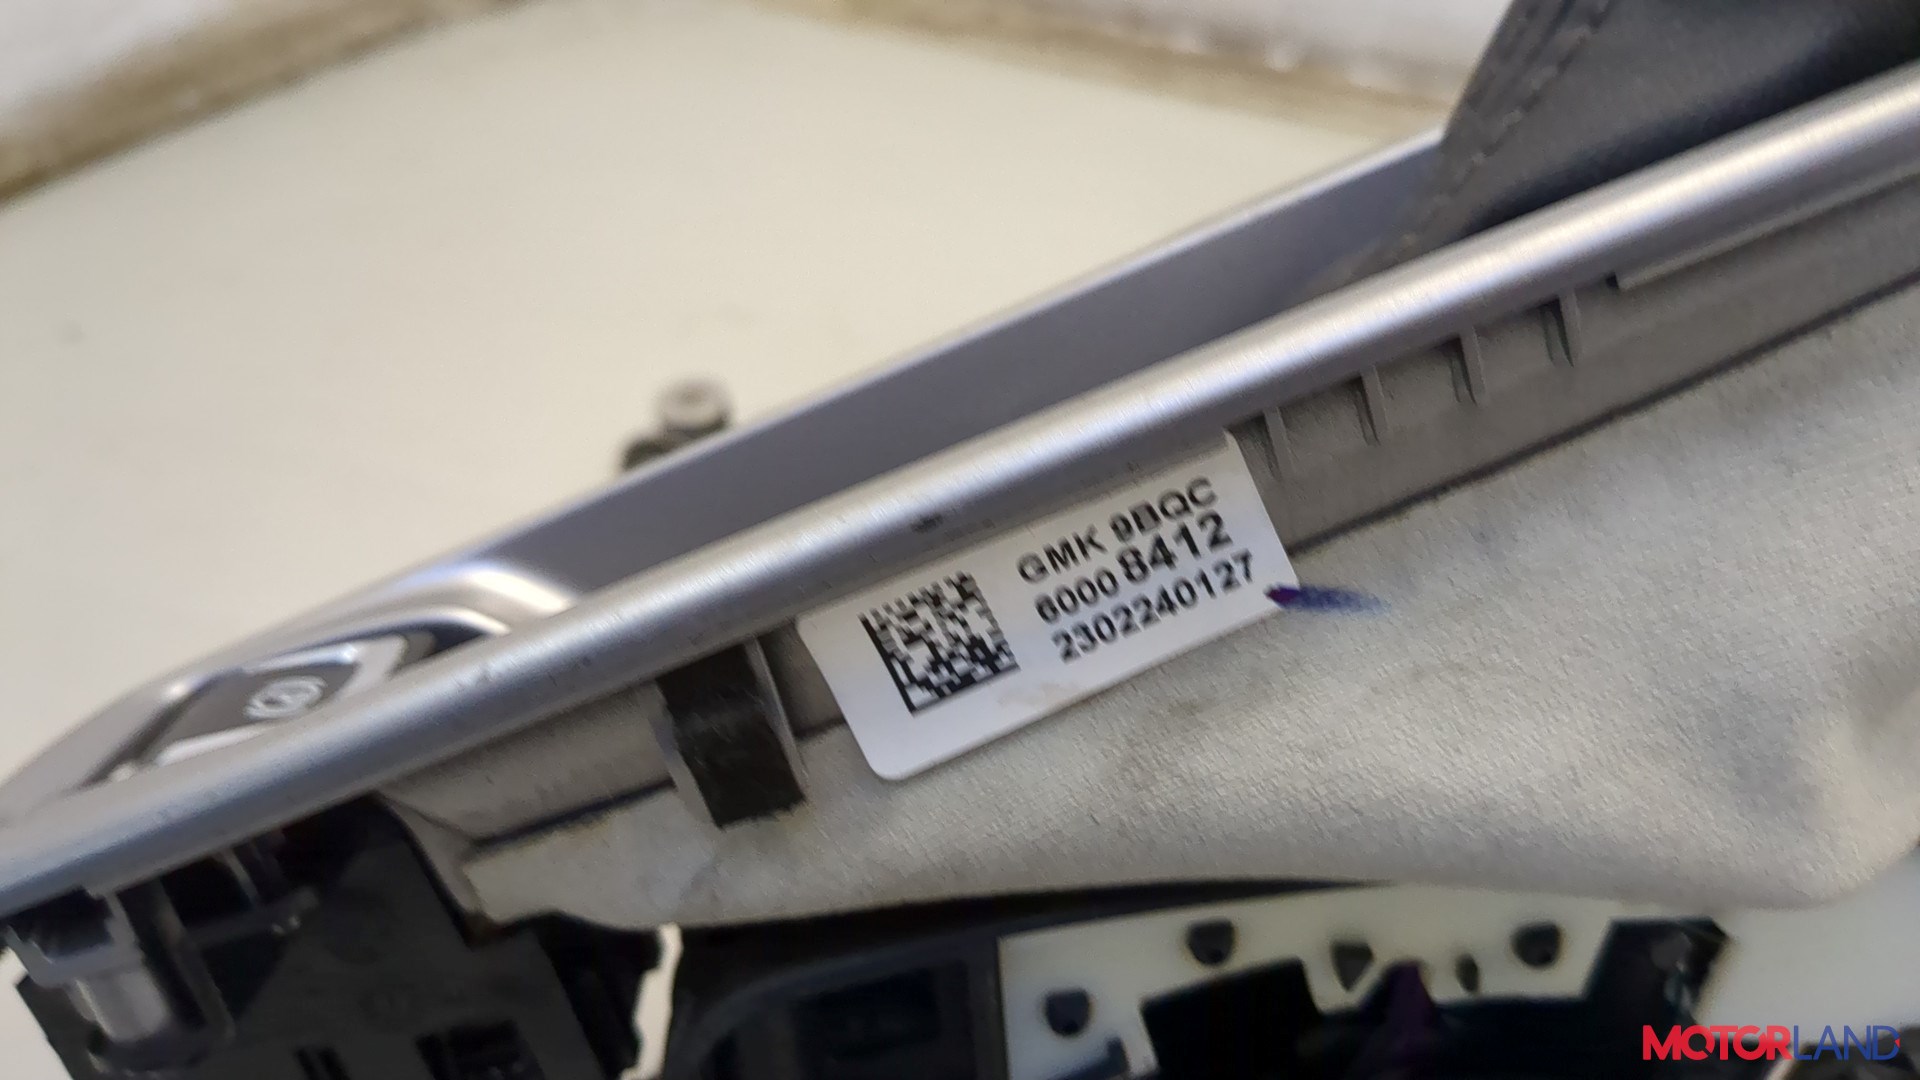 GMK 9BQC
6000 8412
2302240127
MOTORLAND